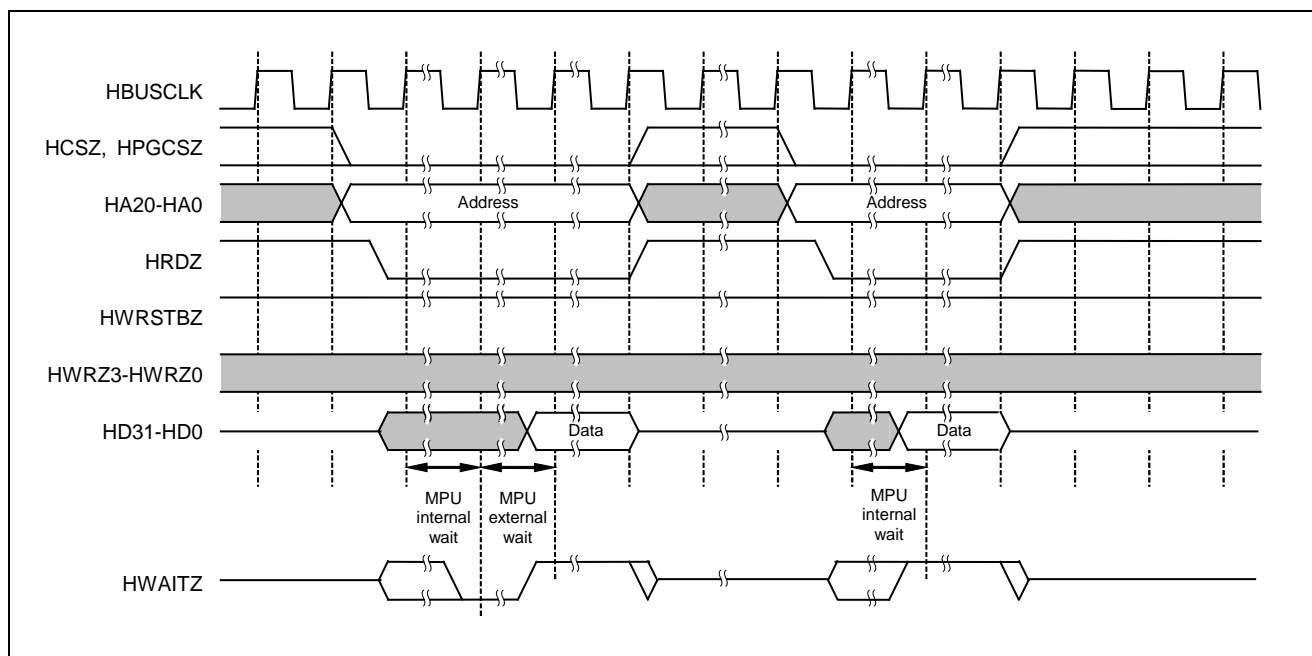 HBUSCLK
HCSZ, HPGCSZ
HA20-HA0
Address
Address
HRDZ
HWRSTBZ
HWRZ3-HWRZ0
HD31-HD0
Data
Data
MPU
internal
wait
MPU
external
wait
MPU
internal
wait
HWAITZ